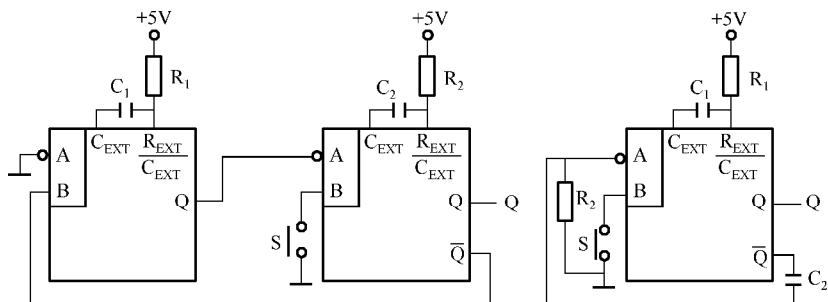 +5V
+5V
+5V
R1
R2
R1
C1
C2
C1
A
CEXT
REXT
CEXT
B
Q
A
CEXT
REXT
CEXT
B
Q
Q
S
Q̅
A
CEXT
REXT
CEXT
B
R2
S
Q
Q
Q̅
C2